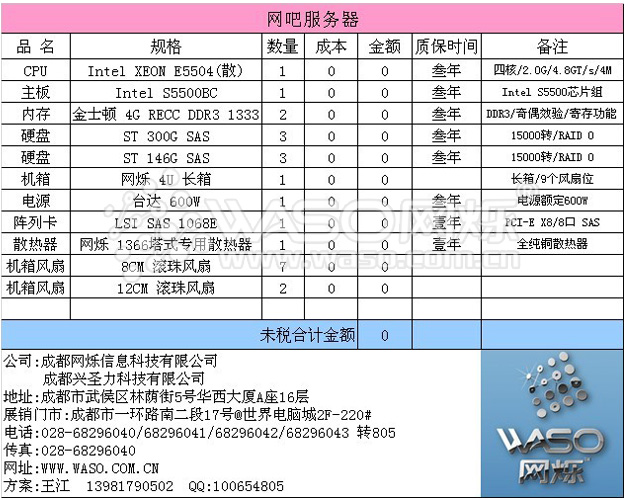 网吧服务器
品 名 规格 数量 成本 金额 质保时间 备注
CPU Intel XEON E5504(散) 1 0 0 叁年 四核/2.0G/4.8GT/s/4M
主板 Intel S5500BC 1 0 0 叁年 Intel S5500芯片组
内存 金士顿 4G RECC DDR3 1333 2 0 0 叁年 DDR3/奇偶效验/寄存功能
硬盘 ST 300G SAS 3 0 0 叁年 15000转/RAID 0
硬盘 ST 146G SAS 3 0 0 叁年 15000转/RAID 0
机箱 网烁 4U 长箱 1 0 0 长箱/9个风扇位
电源 台达 600W 1 0 0 叁年 电源额定600W
阵列卡 LSI SAS 1068E 1 0 0 壹年 PCI-E X8/8口 SAS
散热器 网烁 1366塔式专用散热器 1 0 0 壹年 全纯铜散热器
机箱风扇 8CM 滚珠风扇 7 0 0
机箱风扇 12CM 滚珠风扇 2 0 0
未税合计金额 0
公司:成都网烁信息科技有限公司
成都兴圣力科技有限公司
地址:成都市武侯区林荫街5号华西大厦A座16层
展销门市:成都市一环路南二段17号@世界电脑城2F-220#
电话:028-68296040/68296041/68296042/68296043 转805
传真:028-68296040
网址:WWW.WASO.COM.CN
方案:王江 13981790502 QQ:100654805
WASO
网烁
WASO网烁
www.waso.com.cn